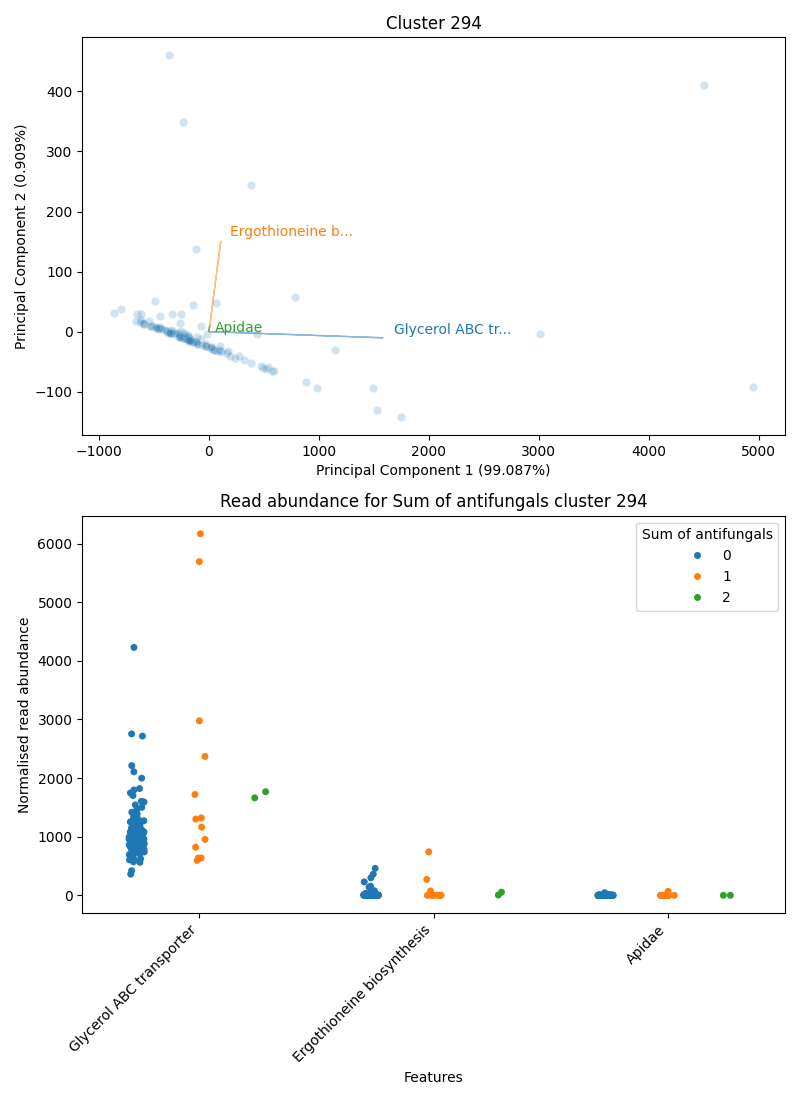 Cluster 294
Principal Component 2 (0.909%)
400
300
200
100
0
−100
Ergothioneine b...
Apidae
Glycerol ABC tr...
−1000
0
1000
2000
3000
4000
5000
Principal Component 1 (99.087%)
Read abundance for Sum of antifungals cluster 294
Normalised read abundance
6000
5000
4000
3000
2000
1000
0
Sum of antifungals
0
1
2
Glycerol ABC transporter
Ergothioneine biosynthesis
Apidae
Features